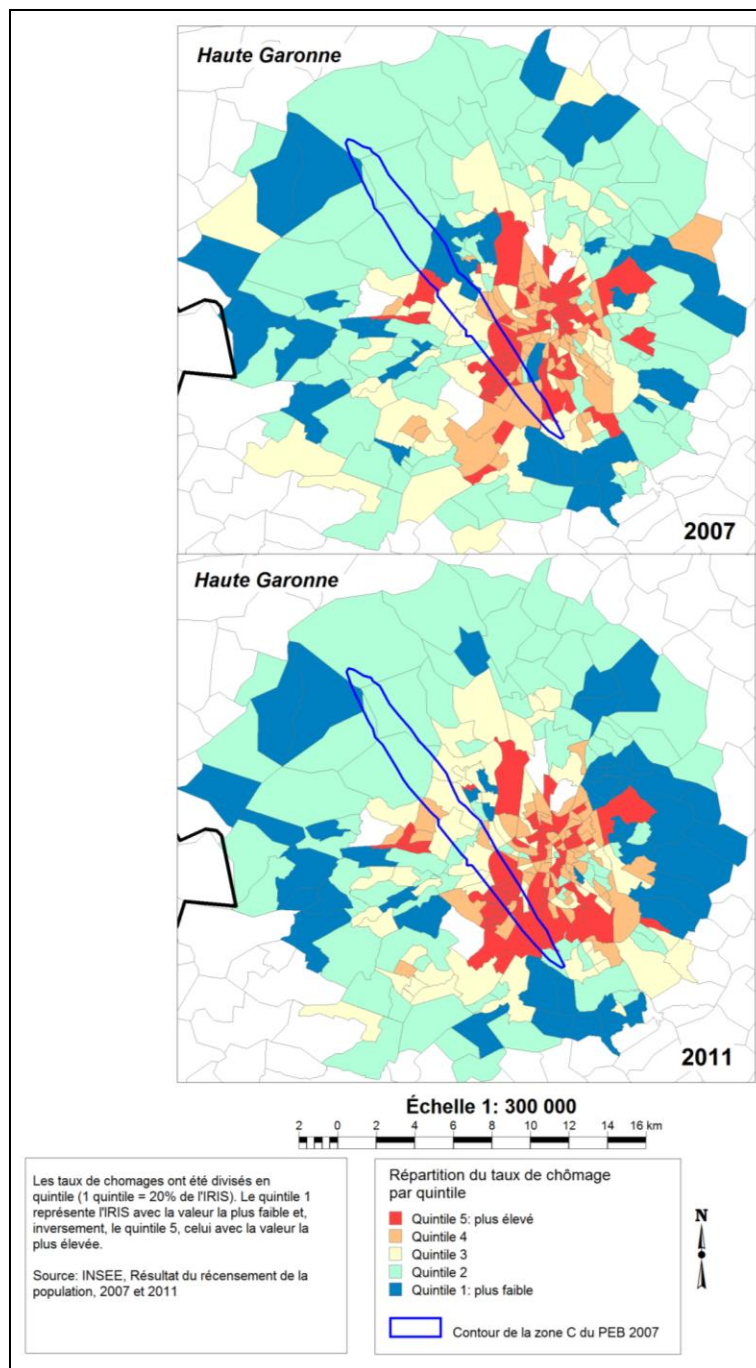 Haute Garonne
2007
Haute Garonne
2011
Échelle 1: 300 000
2 0 2 4 6 8 10 12 14 16 km
Les taux de chomages ont été divisés en
quintile (1 quintile = 20% de l'IRIS). Le quintile 1
représente l'IRIS avec la valeur la plus faible et,
inversement, le quintile 5, celui avec la valeur la
plus élevée.
Source: INSEE, Résultat du récensement de la
population, 2007 et 2011
Répartition du taux de chômage
par quintile
Quintile 5: plus élevé
Quintile 4
Quintile 3
Quintile 2
Quintile 1: plus faible
Contour de la zone C du PEB 2007
N